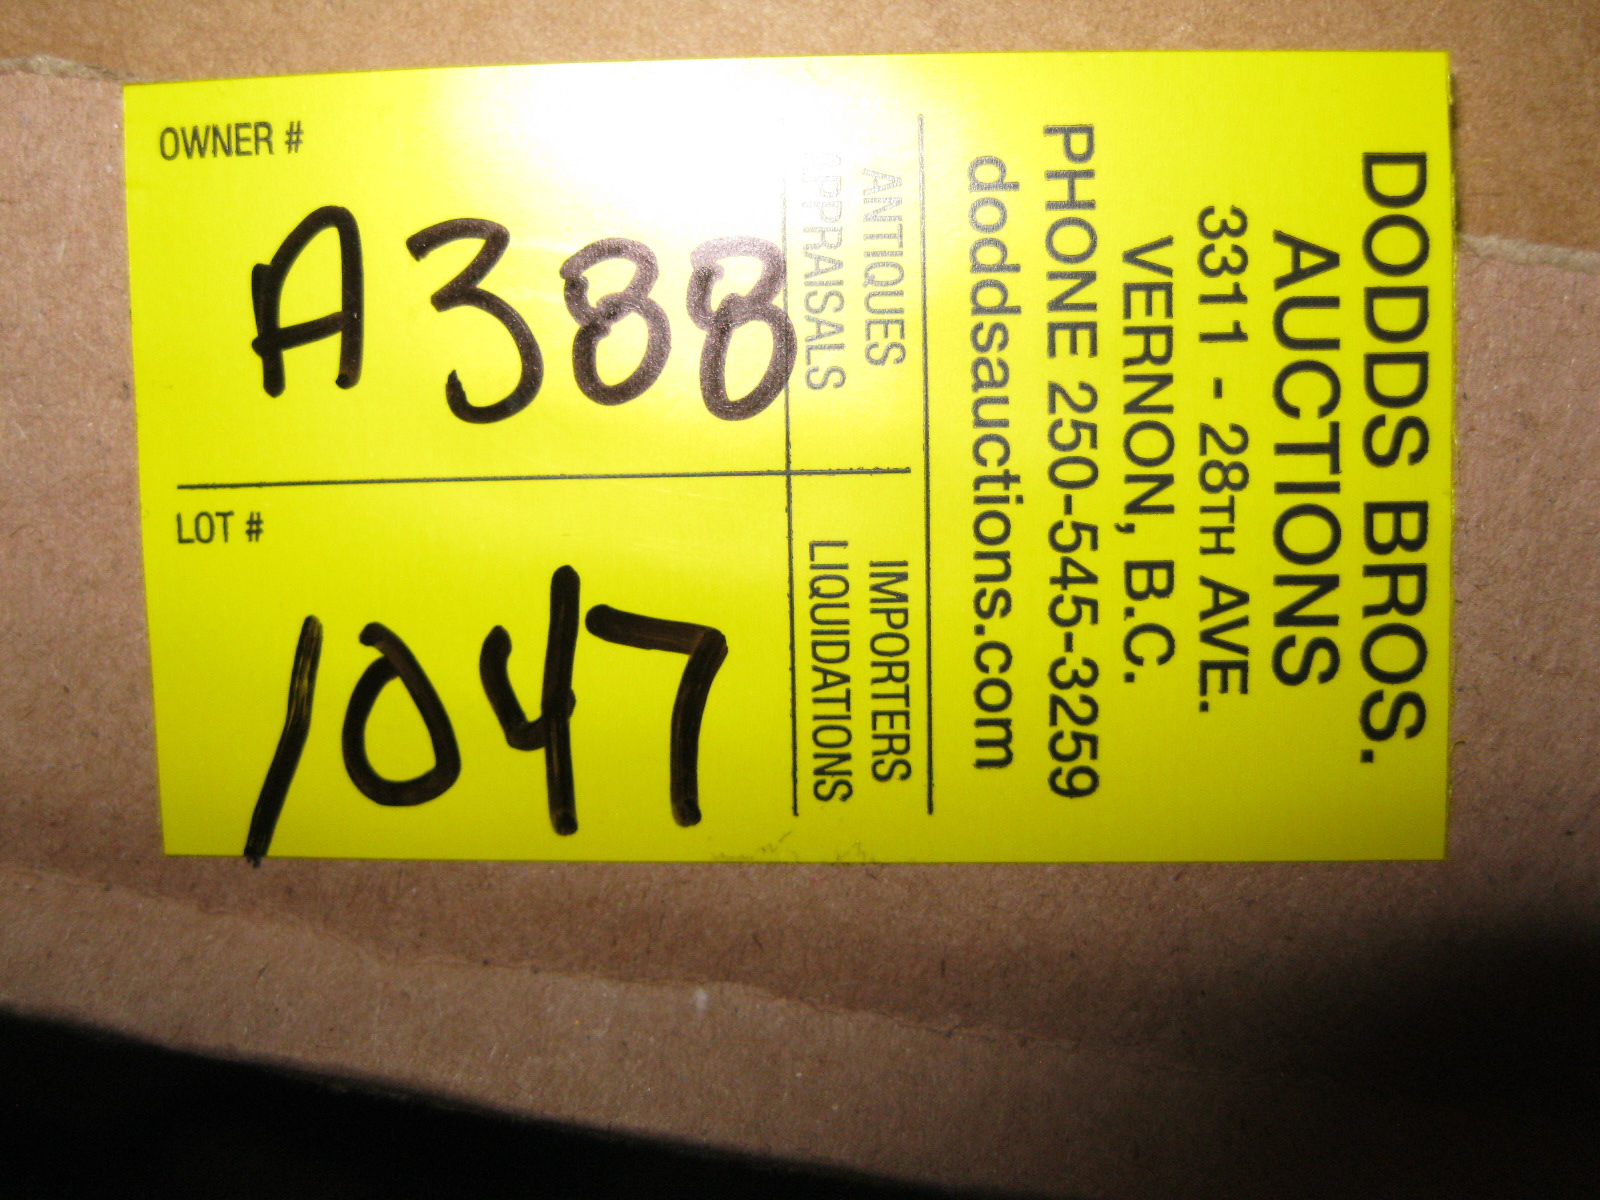 OWNER #
A388
LOT #
1047
DODDS BROS.
AUCTIONS
3311 - 28TH AVE.
VERNON, B.C.
PHONE 250-545-3259
doddsauctions.com
ANTIQUES
APPRAISALS
IMPORTERS
LIQUIDATIONS